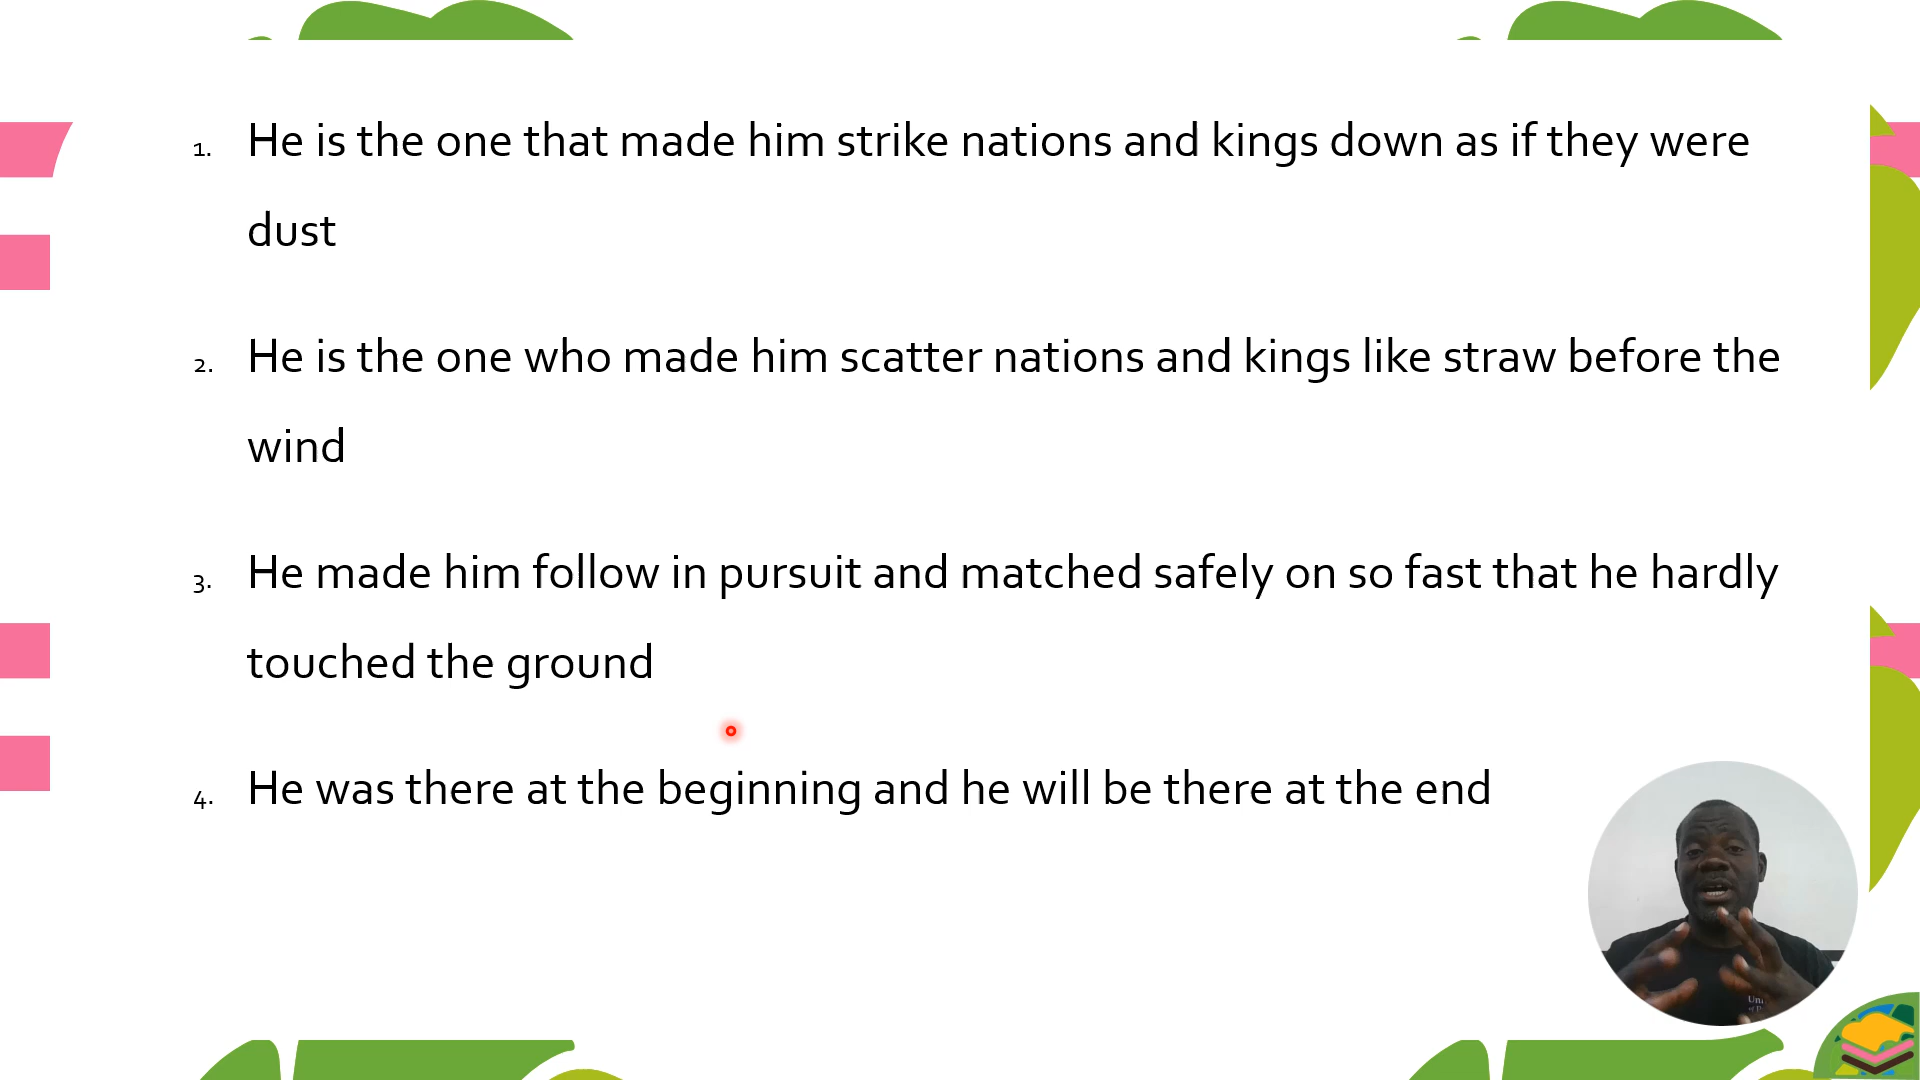 1. He is the one that made him strike nations and kings down as if they were
dust
2. He is the one who made him scatter nations and kings like straw before the
wind
3. He made him follow in pursuit and matched safely on so fast that he hardly
touched the ground
4. He was there at the beginning and he will be there at the end